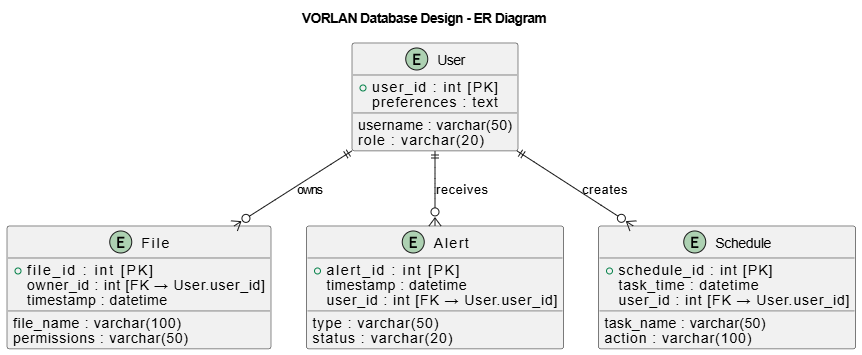 VORLAN Database Design - ER Diagram
E User
user_id : int [PK]
preferences : text
username : varchar(50)
role : varchar(20)
owns
receives
creates
E File
file_id : int [PK]
owner_id : int [FK → User.user_id]
timestamp : datetime
file_name : varchar(100)
permissions : varchar(50)
E Alert
alert_id : int [PK]
timestamp : datetime
user_id : int [FK → User.user_id]
type : varchar(50)
status : varchar(20)
E Schedule
schedule_id : int [PK]
task_time : datetime
user_id : int [FK → User.user_id]
task_name : varchar(50)
action : varchar(100)